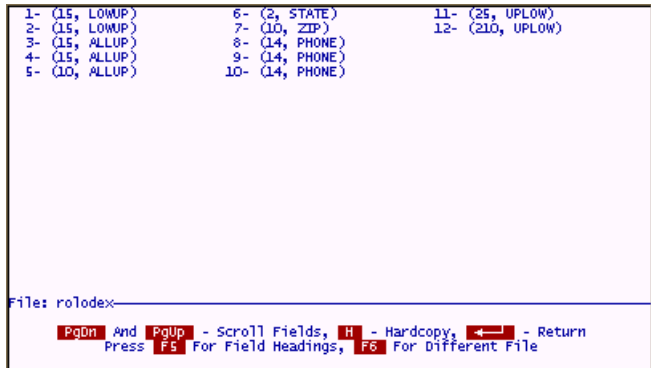 1- (15, LOWUP) 6- (2, STATE) 11- (25, UPLOW)
2- (15, LOWUP) 7- (10, ZIP) 12- (210, UPLOW)
3- (15, ALLUP) 8- (14, PHONE)
4- (15, ALLUP) 9- (14, PHONE)
5- (10, ALLUP) 10- (14, PHONE)
File: rolodex
PgDn And PgUp - Scroll Fields, H - Hardcopy, - Return
Press F5 For Field Headings, F6 For Different File